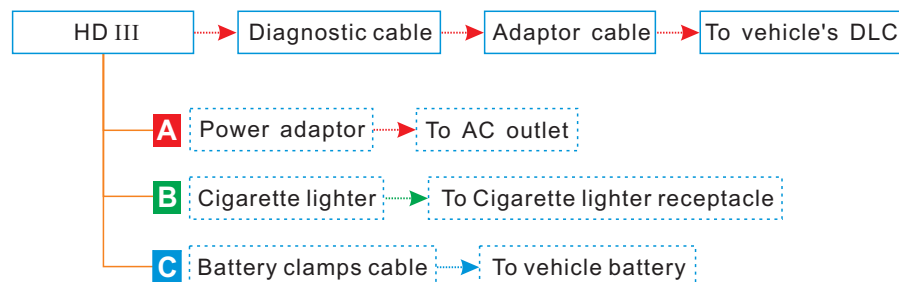 HD III Diagnostic cable Adaptor cable To vehicle's DLC
A Power adaptor To AC outlet
B Cigarette lighter To Cigarette lighter receptacle
C Battery clamps cable To vehicle battery